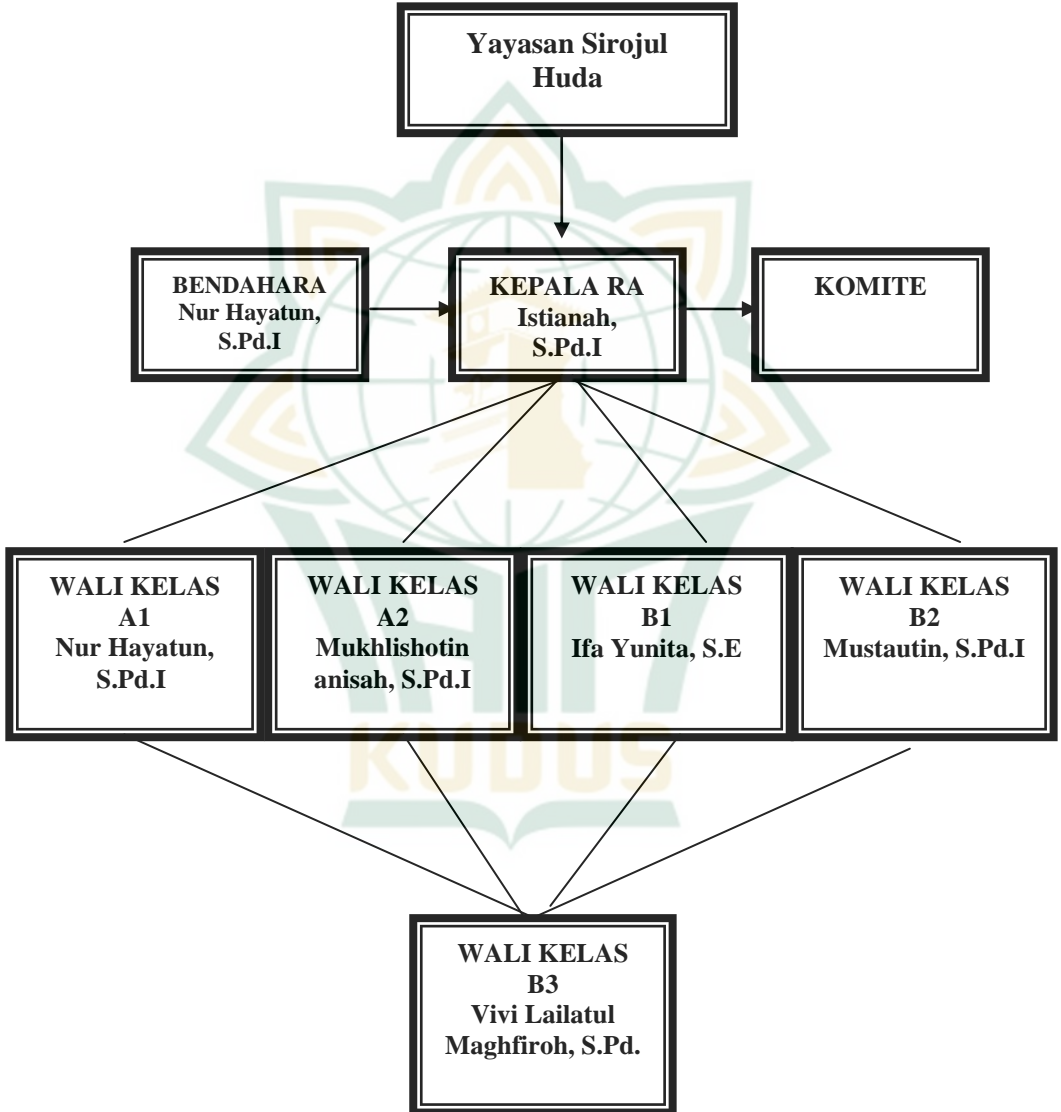 Yayasan Sirojul
Huda
BENDAHARA
Nur Hayatun,
S.Pd.I
KEPALA RA
Istianah,
S.Pd.I
KOMITE
WALI KELAS
A1
Nur Hayatun,
S.Pd.I
WALI KELAS
A2
Mukhlishotin
anisah, S.Pd.I
WALI KELAS
B1
Ifa Yunita, S.E
WALI KELAS
B2
Mustautin, S.Pd.I
KUDUS
WALI KELAS
B3
Vivi Lailatul
Maghfiroh, S.Pd.